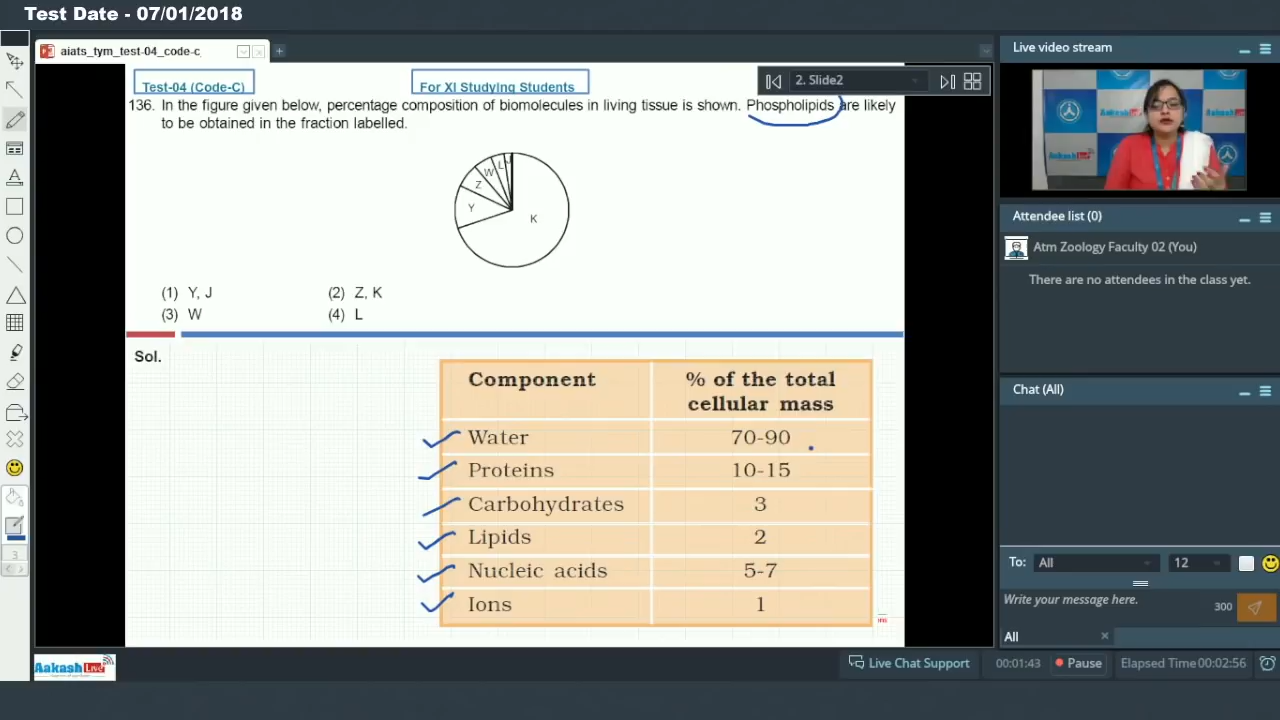 Test Date - 07/01/2018
aiats_tym_test-04_code-c
Test-04 (Code-C)
For XI Studying Students
2. Slide2
136. In the figure given below, percentage composition of biomolecules in living tissue is shown. Phospholipids are likely
to be obtained in the fraction labelled.
L
W
Z
Y
K
(1) Y, J
(2) Z, K
(3) W
(4) L
Sol.
Component
% of the total
cellular mass
Water 70-90
Proteins 10-15
Carbohydrates 3
Lipids 2
Nucleic acids 5-7
Ions 1
Live video stream
Aakash Live
Attendee list (0)
Atm Zoology Faculty 02 (You)
There are no attendees in the class yet.
Chat (All)
To: All 12
Write your message here.
300
All
3
Aakash Live
Live Chat Support
00:01:43
Pause
Elapsed Time 00:02:56